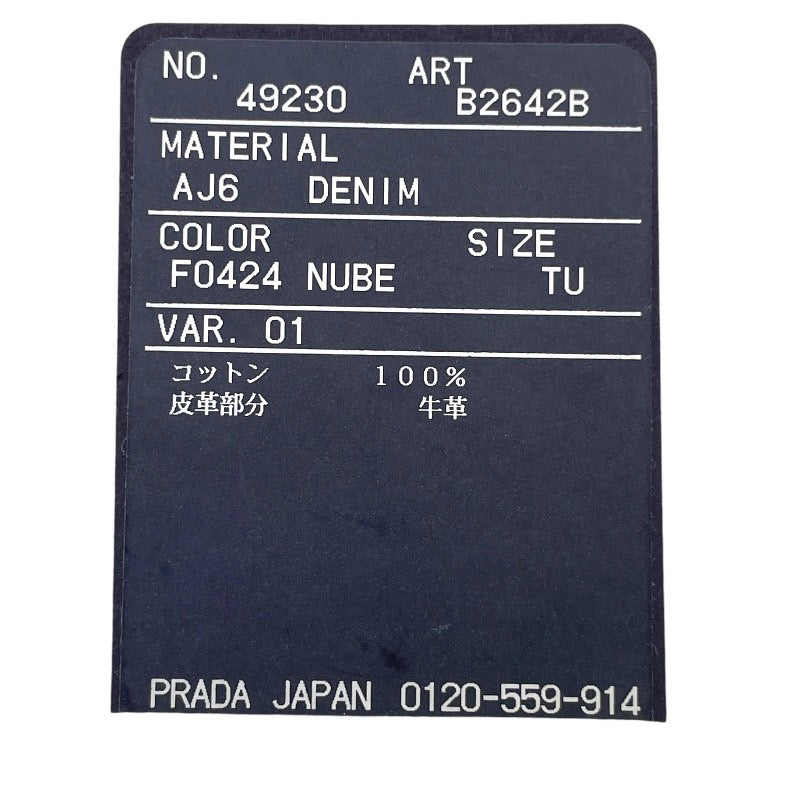 NO. ART
49230 B2642B
MATERIAL
AJ6 DENIM
COLOR SIZE
F0424 NUBE TU
VAR. 01
コットン 100%
皮革部分 牛革
PRADA JAPAN 0120-559-914